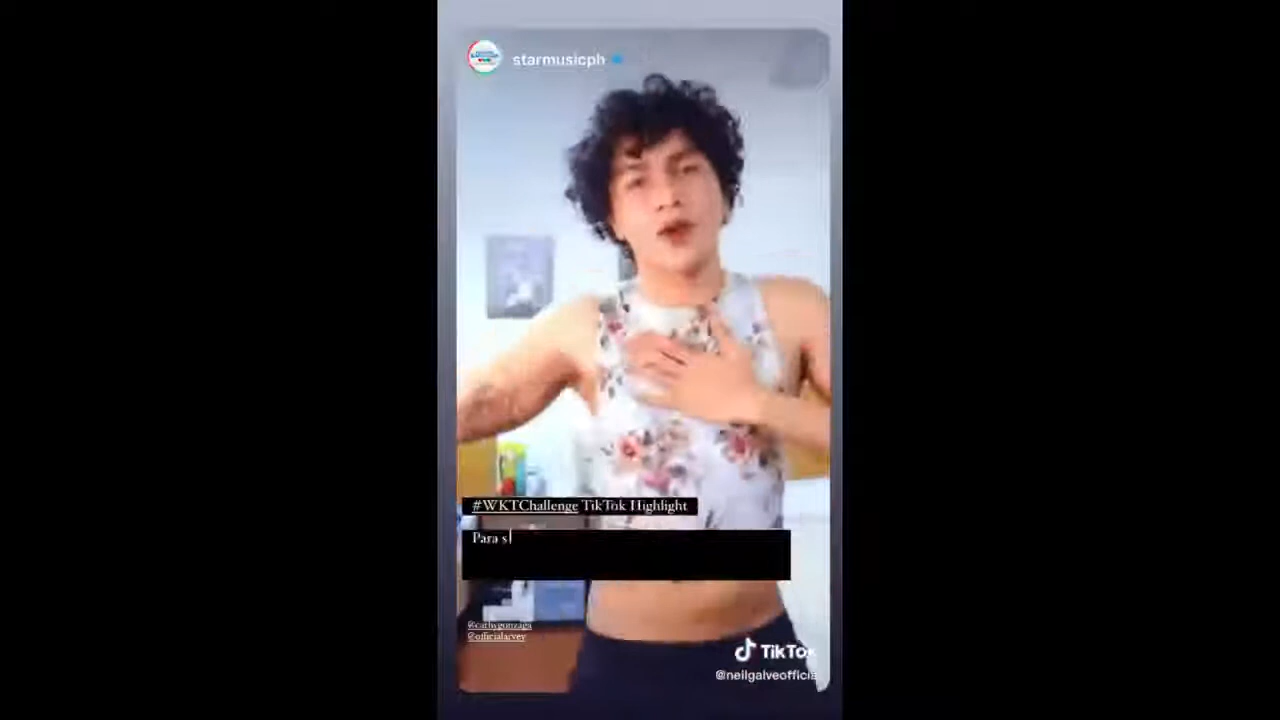 starmusicph
#WKTChallenge TikTok Highlight
Para s
@cathygonzaga
@officialarvey
TikTok
@neilgalveofficia